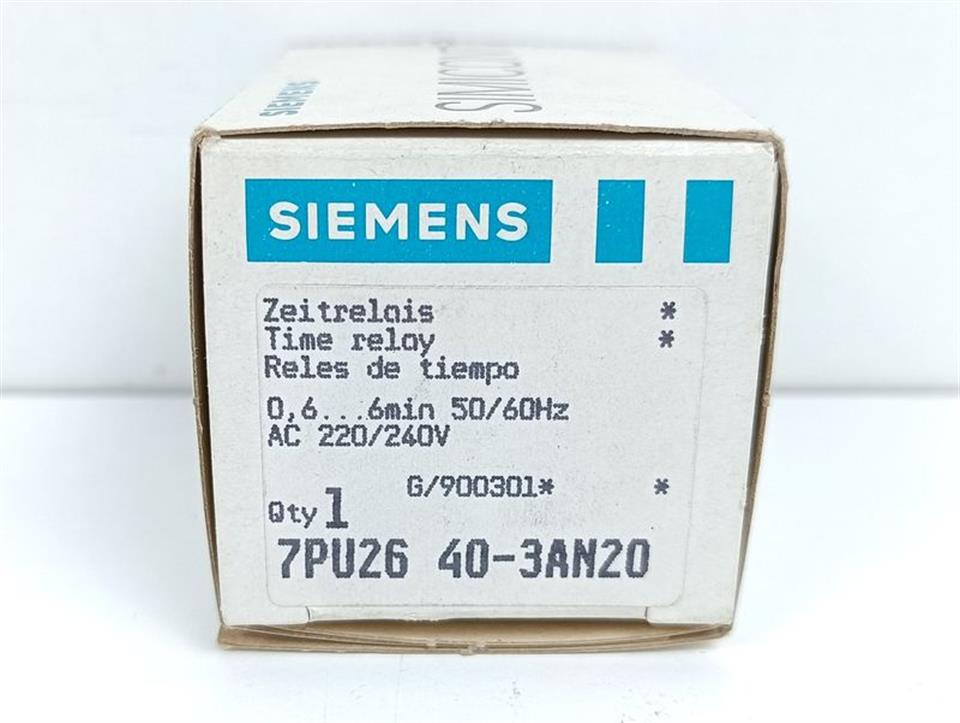 SIEMENS
SIEMENS
Zeitrelais *
Time relay *
Reles de tiempo
0,6...6min 50/60Hz
AC 220/240V
G/900301* *
Qty 1
7PU26 40-3AN20